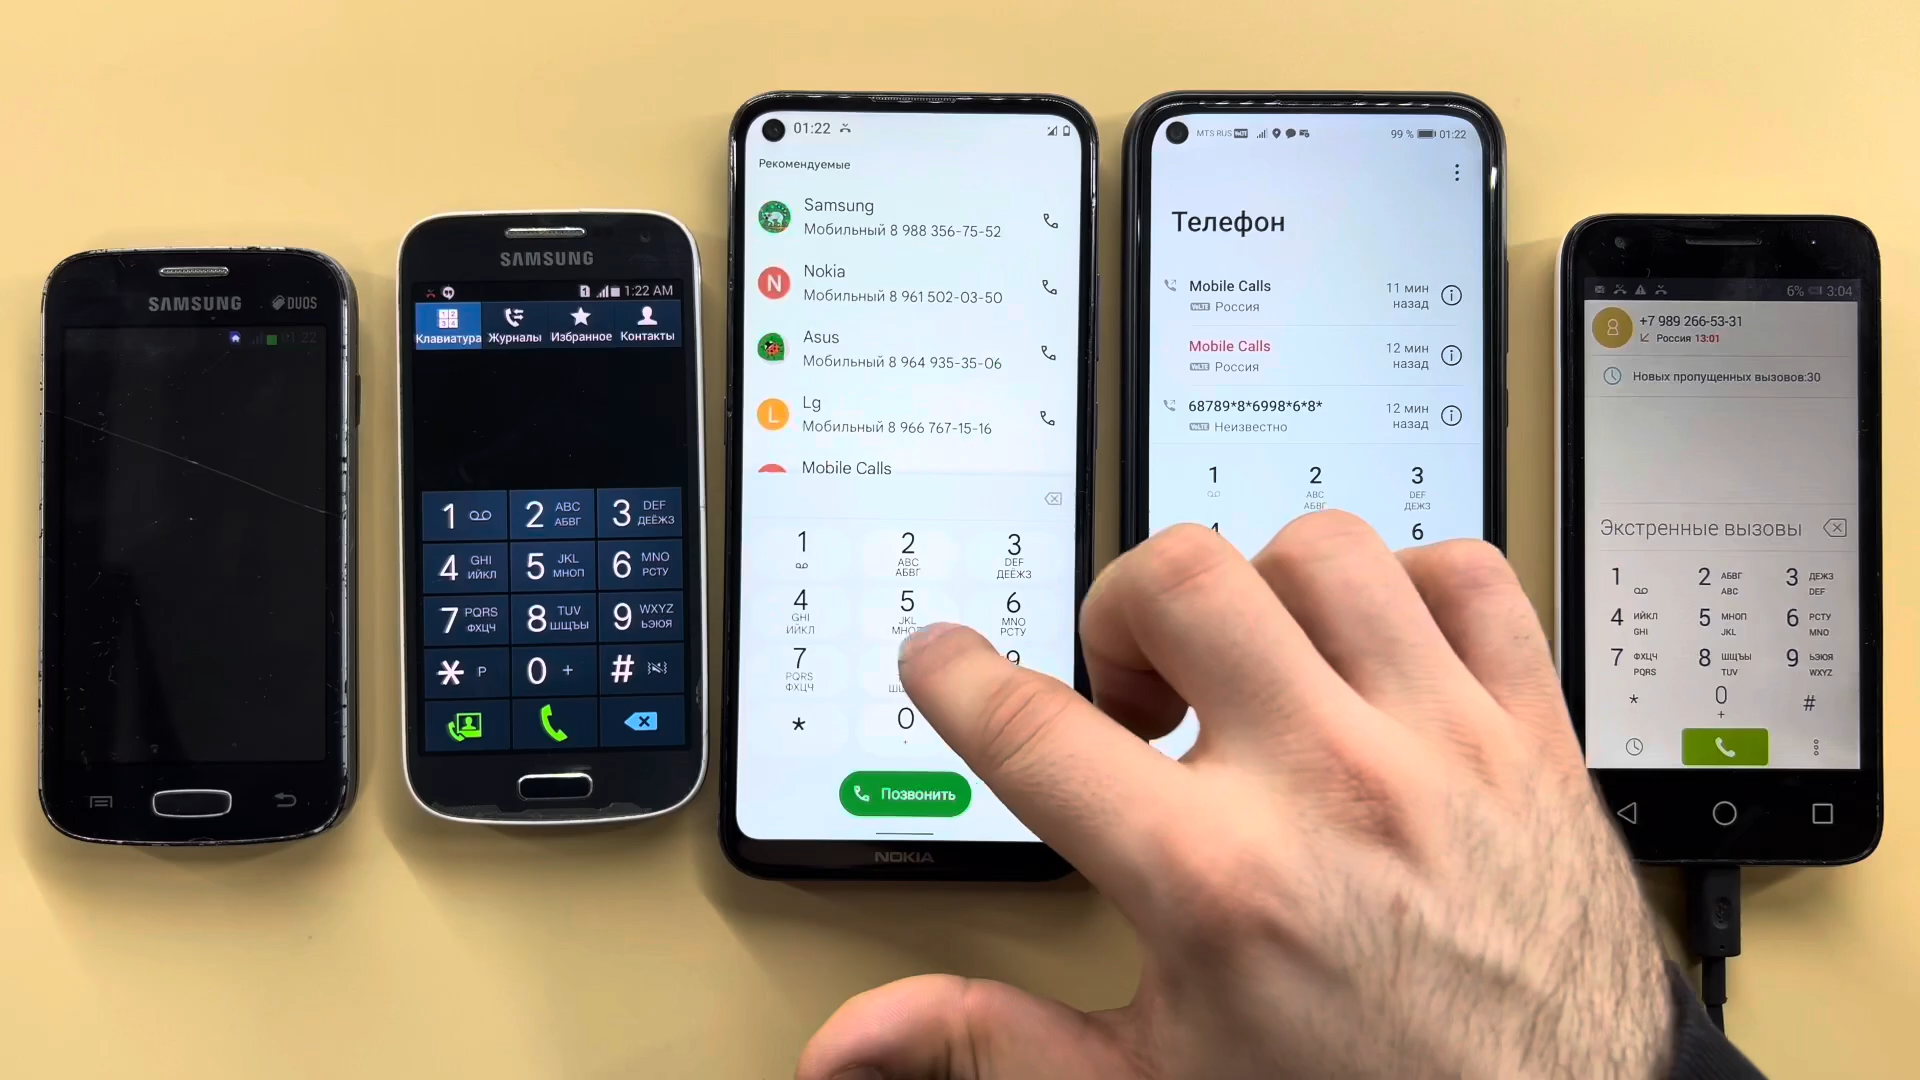 SAMSUNG
DUOS
SAMSUNG
1:22 AM
Клавиатура
Журналы
Избранное
Контакты
1
2 ABC АБВГ
3 DEF ДЕЁЖЗ
4 GHI ИЙКЛ
5 JKL МНОП
6 MNO РСТУ
7 PQRS ФХЦЧ
8 TUV ШЩЪЫ
9 WXYZ ЬЭЮЯ
* P
0 +
#
01:22
Рекомендуемые
Samsung
Мобильный 8 988 356-75-52
N
Nokia
Мобильный 8 961 502-03-50
Asus
Мобильный 8 964 935-35-06
L
Lg
Мобильный 8 966 767-15-16
Mobile Calls
1
2 ABC АБВГ
3 DEF ДЕЁЖЗ
4 GHI ИЙКЛ
5 JKL
6 MNO РСТУ
7 PQRS ФХЦЧ
9
*
0
Позвонить
NOKIA
MTS RUS
99 % 01:22
Телефон
Mobile Calls
VoLTE Россия
11 мин назад
Mobile Calls
VoLTE Россия
12 мин назад
68789*8*6998*6*8*
VoLTE Неизвестно
12 мин назад
1
2 ABC АБВГ
3 DEF ДЕЖЗ
6
6% 3:04
+7 989 266-53-31
Россия 13:01
Новых пропущенных вызовов:30
Экстренные вызовы
1
2 АБВГ ABC
3 ДЕЖЗ DEF
4 ИЙКЛ GHI
5 МНОП JKL
6 РСТУ MNO
7 ФХЦЧ PQRS
8 ШЩЪЫ TUV
9 ЬЭЮЯ WXYZ
*
0 +
#